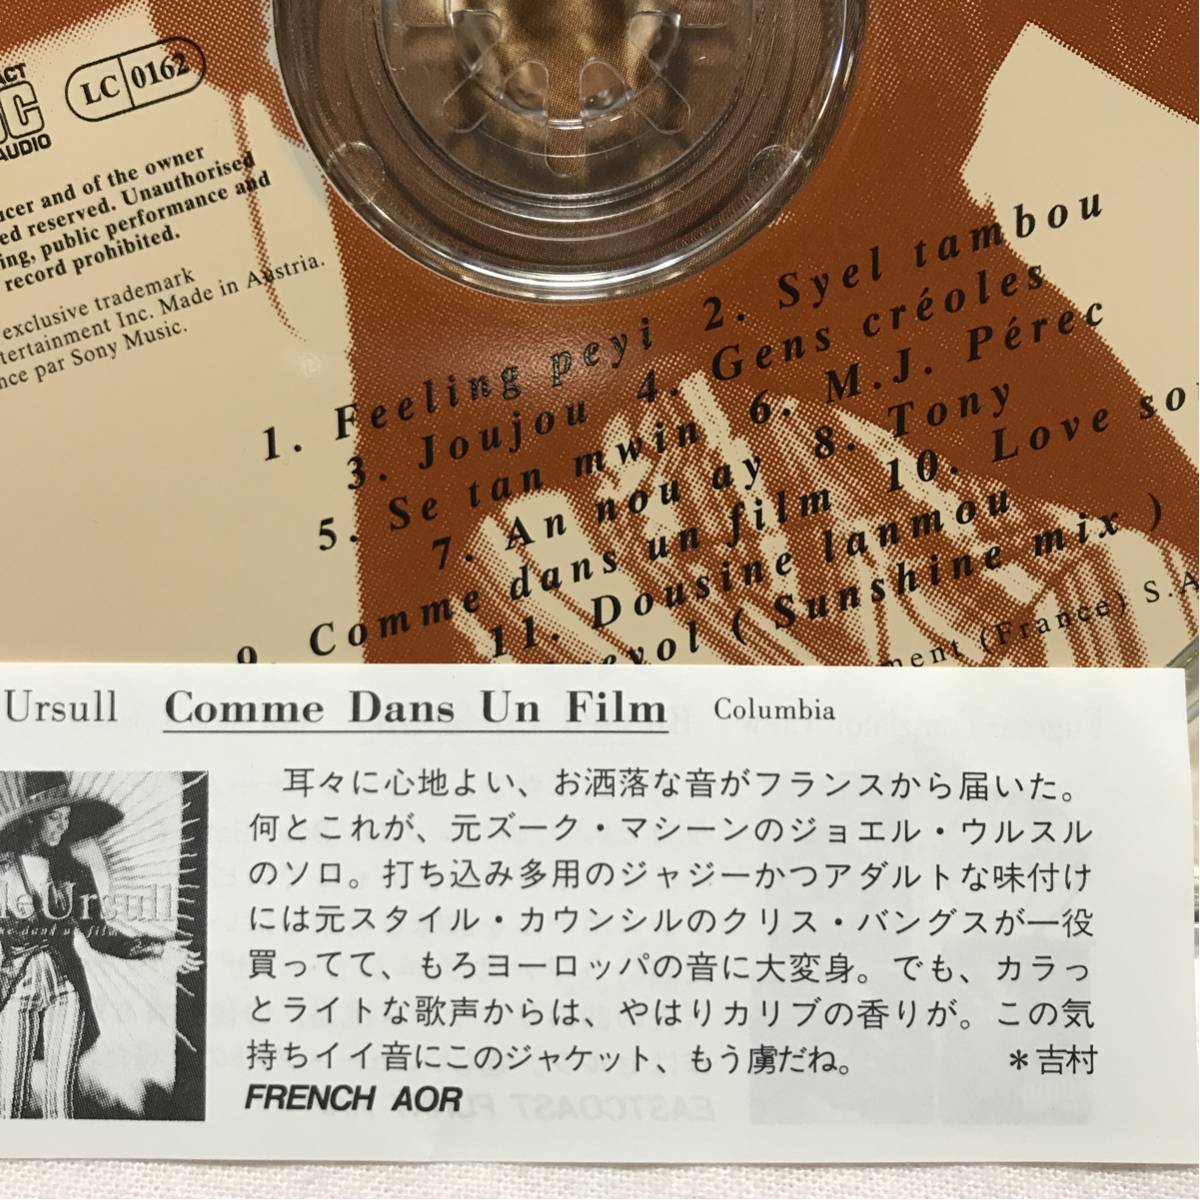 LC 0162
AUDIO
and of the owner
reserved. Unauthorised
public performance and
record prohibited.
exclusive trademark
Inc. Made in Austria.
par Sony Music.
1. Feeling peyi 2. Syel tambou
3. Joujou 4. Gens créoles
5. Se tan mwin 6. M.J. Pérec
7. An nou ay 8. Tony
9. Comme dans un film 10. Love
11. Dousine lanmou
(Sunshine mix)
(France) S.A
Ursull Comme Dans Un Film Columbia
耳々に心地よい、お洒落な音がフランスから届いた。
何とこれが、元ズーク・マシーンのジョエル・ウルスル
のソロ。打ち込み多用のジャジーかつアダルトな味付け
には元スタイル・カウンシルのクリス・バングスが一役
買ってて、もろヨーロッパの音に大変身。でも、カラっ
とライトな歌声からは、やはりカリブの香りが。この気
持ちイイ音にこのジャケット、もう虜だね。 ＊吉村
FRENCH AOR
leUrsull
dans un film